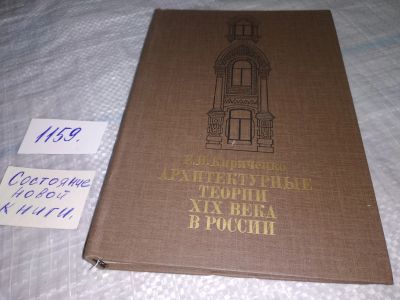 1159.
Состояние
новой
книги.
Е.И.Кириченко
АРХИТЕКТУРНЫЕ
ТЕОРИИ
XIX ВЕКА
В РОССИИ